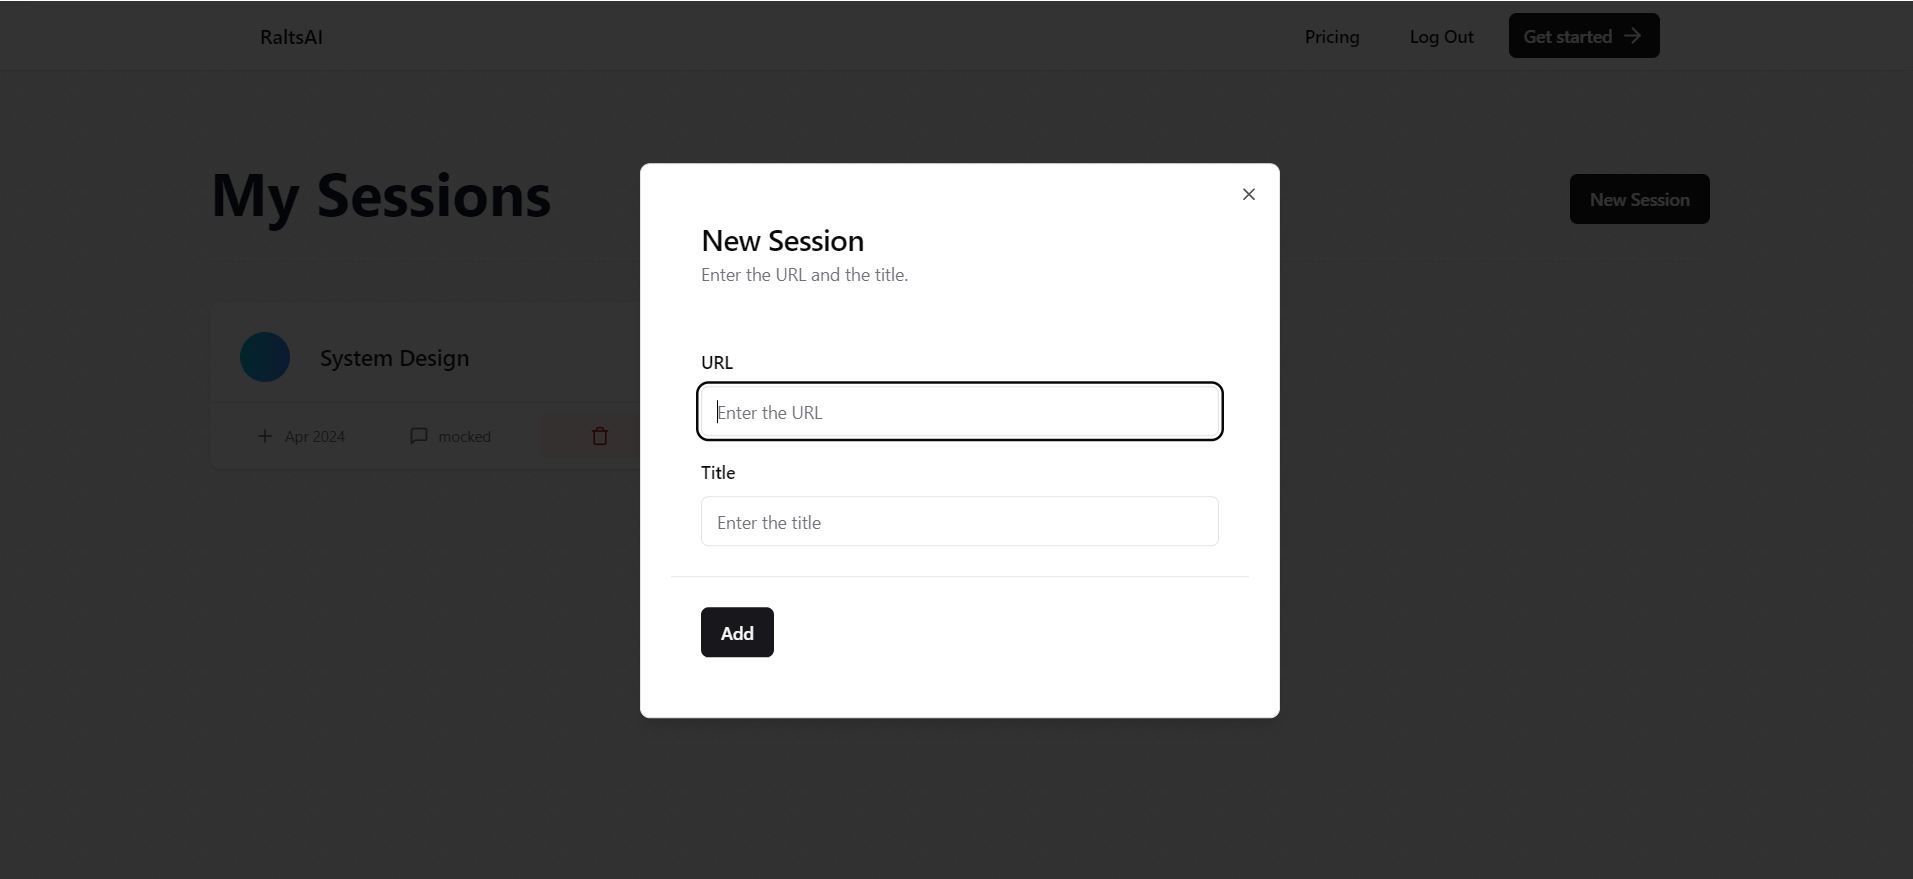 RaltsAI
Pricing
Log Out
Get started
My Sessions
New Session
System Design
Apr 2024
mocked
New Session
Enter the URL and the title.
URL
Enter the URL
Title
Enter the title
Add